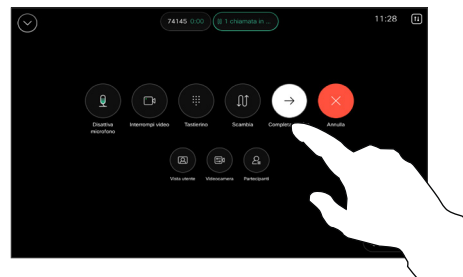 74145 0:00
1 chiamata in ...
11:28
Disattiva
microfono
Interrompi video
Tastierino
Scambia
Completa
Annulla
Vista utente
Videocamera
Partecipanti